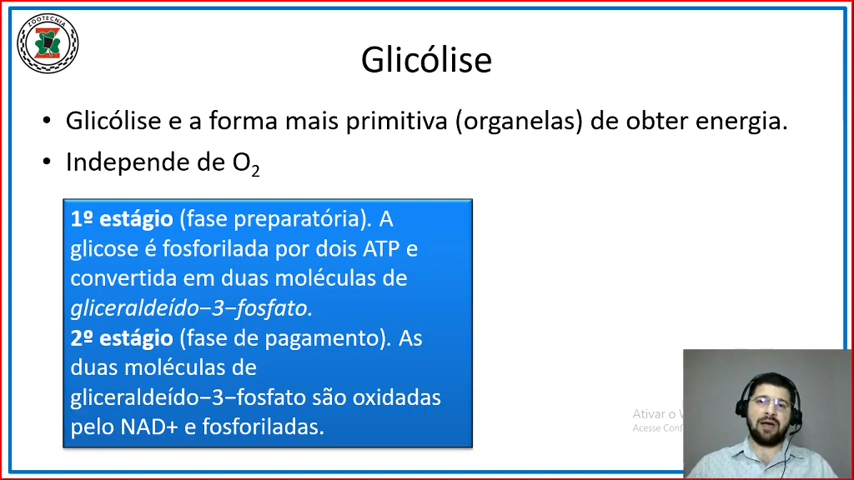 ZOOTECNIA
Glicólise
• Glicólise e a forma mais primitiva (organelas) de obter energia.
• Independe de O₂
1º estágio (fase preparatória). A
glicose é fosforilada por dois ATP e
convertida em duas moléculas de
gliceraldeído−3−fosfato.
2º estágio (fase de pagamento). As
duas moléculas de
gliceraldeído−3−fosfato são oxidadas
pelo NAD+ e fosforiladas.
Ativar o
Acesse